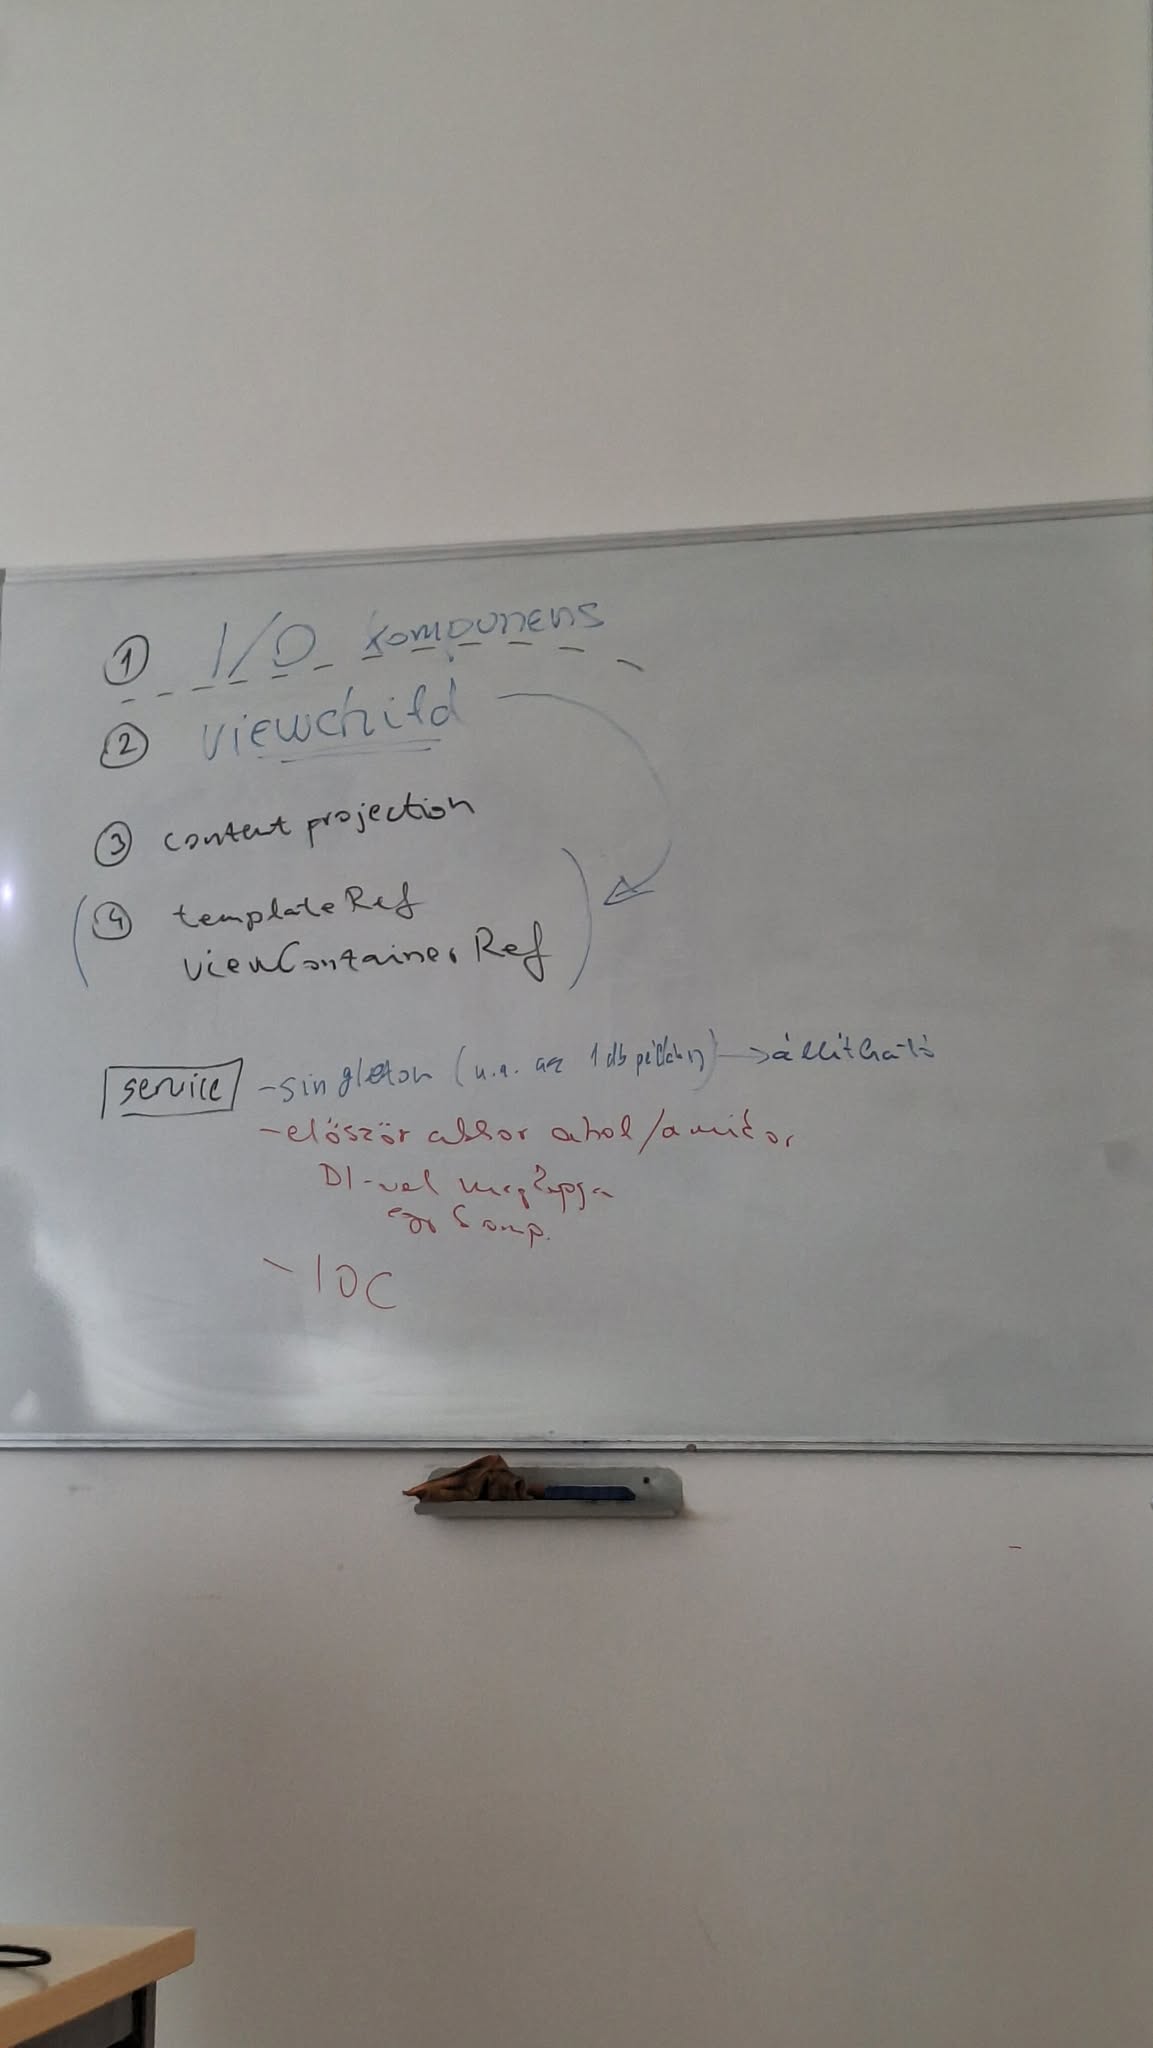 ① I/O komponens
② viewchild
③ content projection
④ templateRef
viewContainerRef
service -singleton (u.a. az 1 db példány) → állítható
-először akkor ahol/amikor
DI-vel megkapja
egy komp.
- IOC